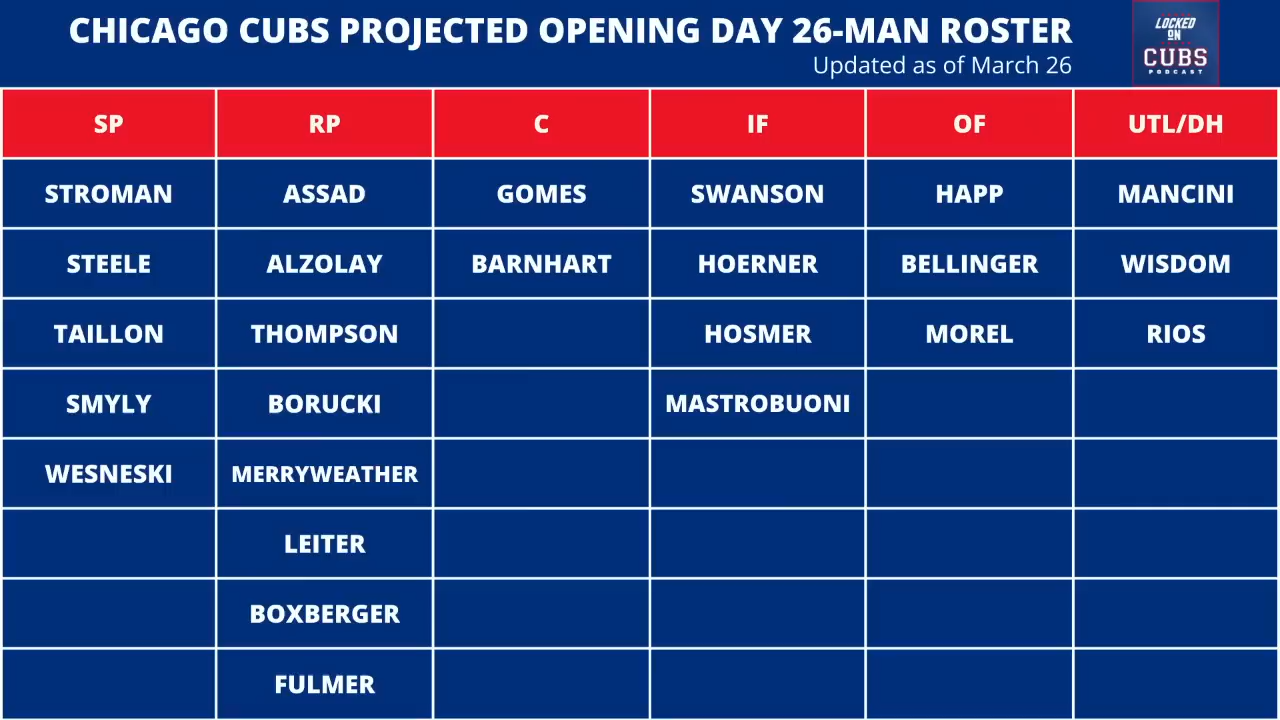 CHICAGO CUBS PROJECTED OPENING DAY 26-MAN ROSTER
Updated as of March 26
LOCKED
ON
CUBS
PODCAST
SP RP C IF OF UTL/DH
STROMAN ASSAD GOMES SWANSON HAPP MANCINI
STEELE ALZOLAY BARNHART HOERNER BELLINGER WISDOM
TAILLON THOMPSON HOSMER MOREL RIOS
SMYLY BORUCKI MASTROBUONI
WESNESKI MERRYWEATHER
LEITER
BOXBERGER
FULMER